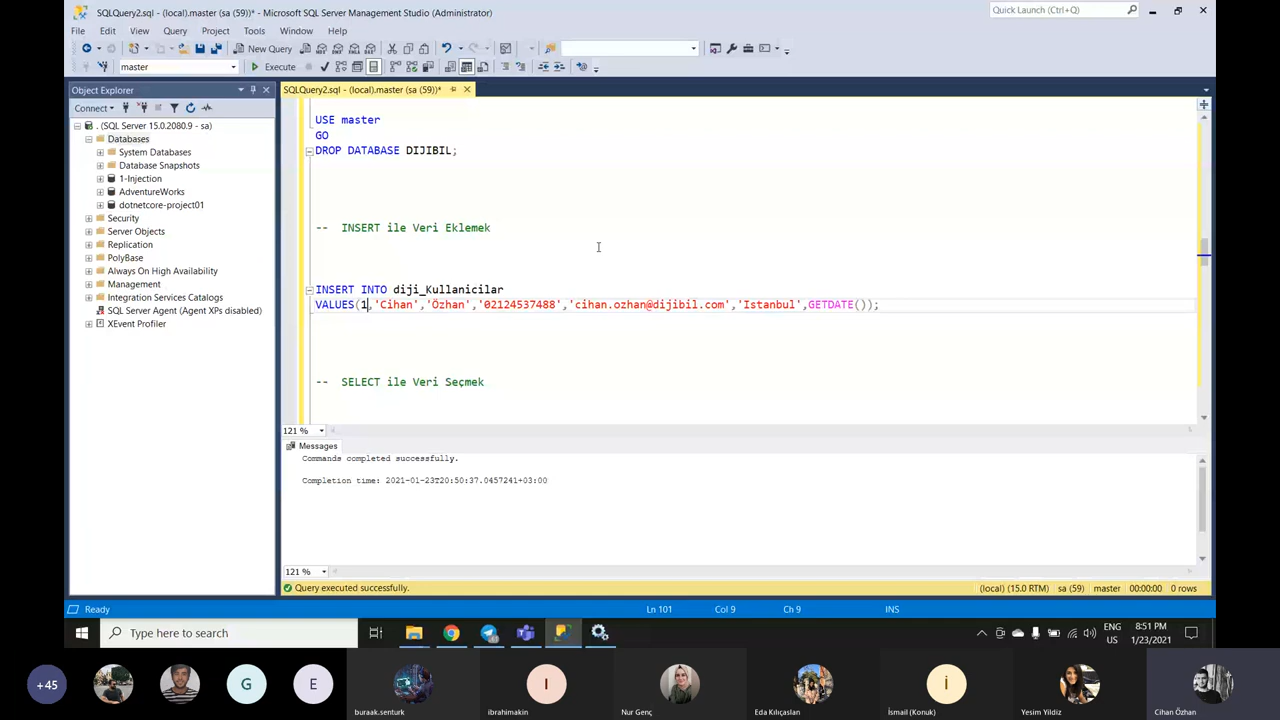 SQLQuery2.sql - (local).master (sa (59))* - Microsoft SQL Server Management Studio (Administrator)
Quick Launch (Ctrl+Q)
File Edit View Query Project Tools Window Help
New Query
master
Execute
Object Explorer
SQLQuery2.sql - (local).master (sa (59))*
Connect
. (SQL Server 15.0.2080.9 - sa)
Databases
System Databases
Database Snapshots
1-Injection
AdventureWorks
dotnetcore-project01
Security
Server Objects
Replication
PolyBase
Always On High Availability
Management
Integration Services Catalogs
SQL Server Agent (Agent XPs disabled)
XEvent Profiler
USE master
GO
DROP DATABASE DIJIBIL;
-- INSERT ile Veri Eklemek
INSERT INTO diji_Kullanicilar
VALUES(1,'Cihan','Özhan','02124537488','cihan.ozhan@dijibil.com','Istanbul',GETDATE());
-- SELECT ile Veri Seçmek
121 %
Messages
Commands completed successfully.
Completion time: 2021-01-23T20:50:37.0457241+03:00
121 %
Query executed successfully.
(local) (15.0 RTM) sa (59) master 00:00:00 0 rows
Ready
Ln 101 Col 9 Ch 9 INS
Type here to search
ENG
US
8:51 PM
1/23/2021
+45
G
E
I
İ
buraak.senturk
ibrahimakin
Nur Genç
Eda Kılıçaslan
İsmail (Konuk)
Yesim Yildiz
Cihan Özhan